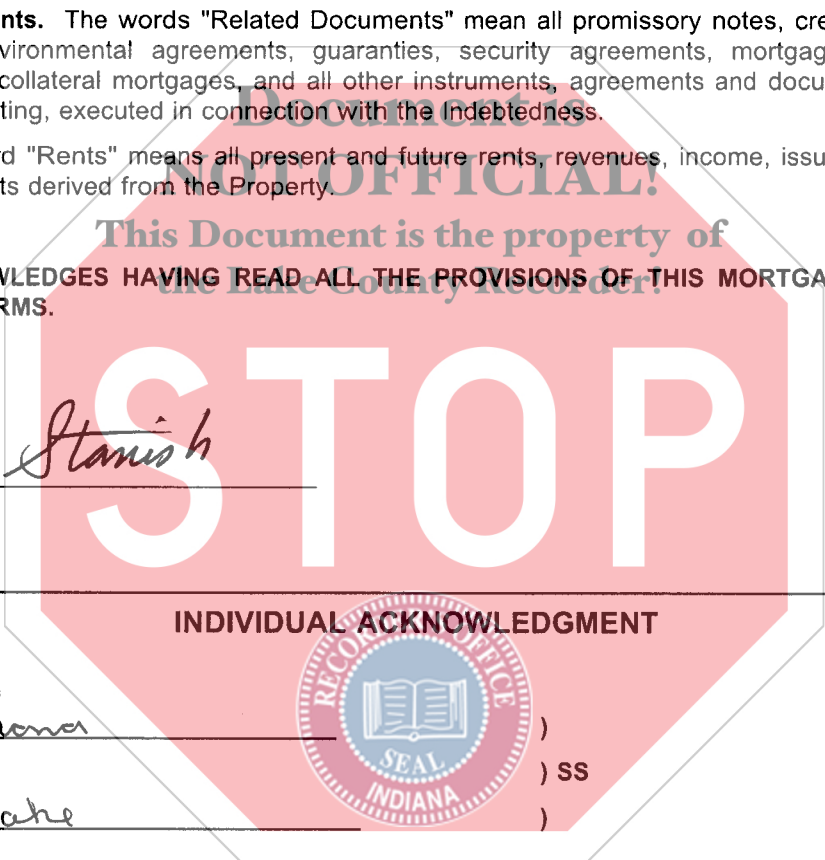 nts. The words "Related Documents" mean all promissory notes, cre
vironmental agreements, guaranties, security agreements, mortgag
collateral mortgages, and all other instruments, agreements and docu
ting, executed in connection with the Indebtedness.
Document is
d "Rents" means all present and future rents, revenues, income, issu
ts derived from the Property.
NOT OFFICIAL!
This Document is the property of
the Lake County Recorder!
WLEDGES HAVING READ ALL THE PROVISIONS OF THIS MORTGA
RMS.
STOP
Stanish
INDIVIDUAL ACKNOWLEDGMENT
RECORDER'S OFFICE
SEAL
INDIANA
iana )
) SS
ake )